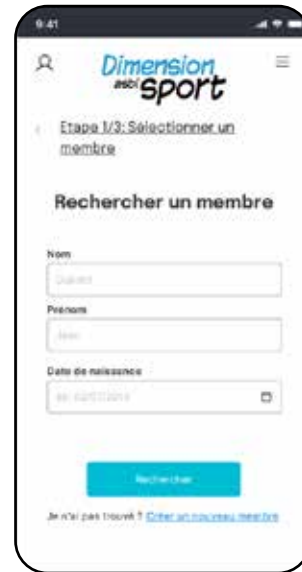 9:41
Dimension
asbl sport
Etape 1/3: Sélectionner un
membre
Rechercher un membre
Nom
Prénom
Date de naissance
Rechercher
Je n'ai pas trouvé ? Créer un nouveau membre